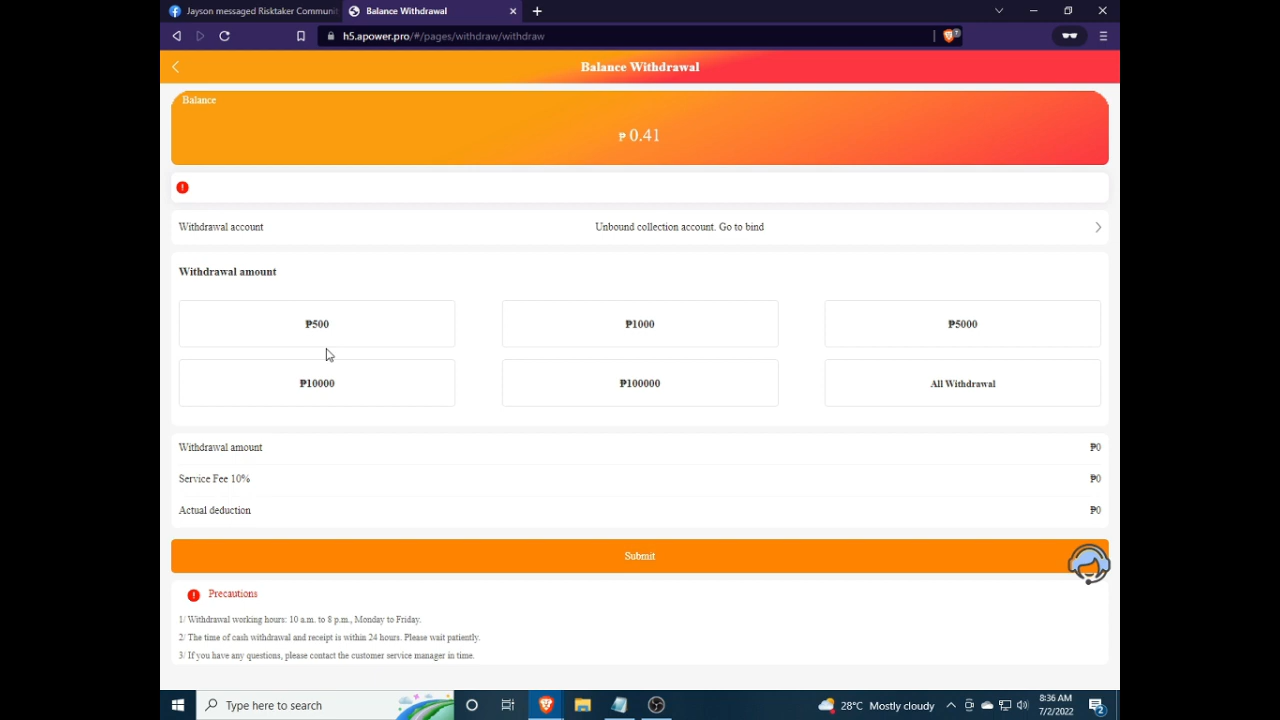 Jayson messaged Risktaker Communi
Balance Withdrawal
h5.apower.pro/#/pages/withdraw/withdraw
7
Balance Withdrawal
Balance
₱ 0.41
Withdrawal account
Unbound collection account. Go to bind
Withdrawal amount
₱500
₱1000
₱5000
₱10000
₱100000
All Withdrawal
Withdrawal amount
₱0
Service Fee 10%
₱0
Actual deduction
₱0
Submit
Precautions
1/ Withdrawal working hours: 10 a.m. to 8 p.m., Monday to Friday.
2/ The time of cash withdrawal and receipt is within 24 hours. Please wait patiently.
3/ If you have any questions, please contact the customer service manager in time.
Type here to search
28°C Mostly cloudy
8:36 AM
7/2/2022
2